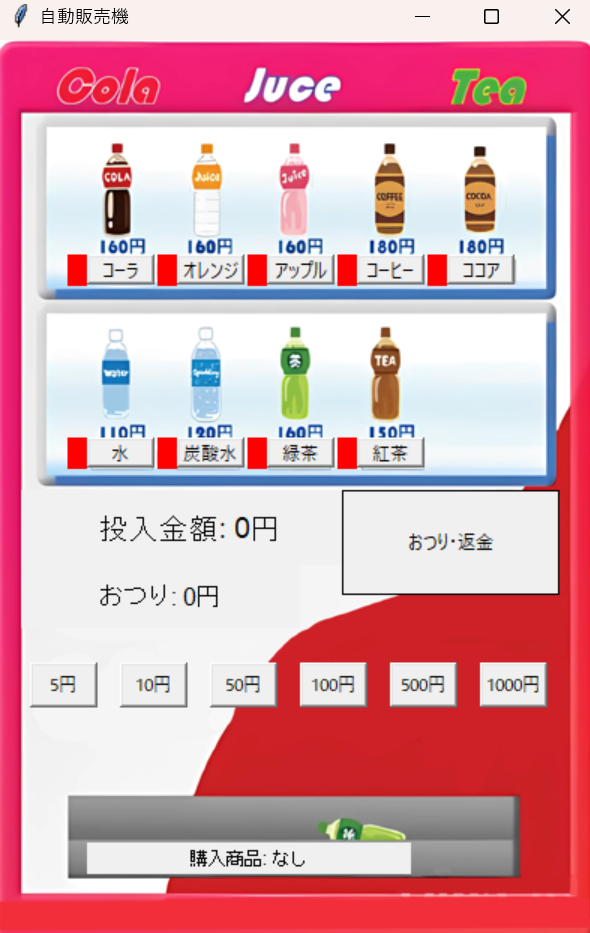 自動販売機
Cola Juce Tea
COLA Juice Juice COFFEE COCOA
160円 160円 160円 180円 180円
コーラ オレンジ アップル コーヒー ココア
Water Sparkling 茶 TEA
110円 120円 160円 150円
水 炭酸水 緑茶 紅茶
投入金額: 0円
おつり・返金
おつり: 0円
5円 10円 50円 100円 500円 1000円
購入商品: なし